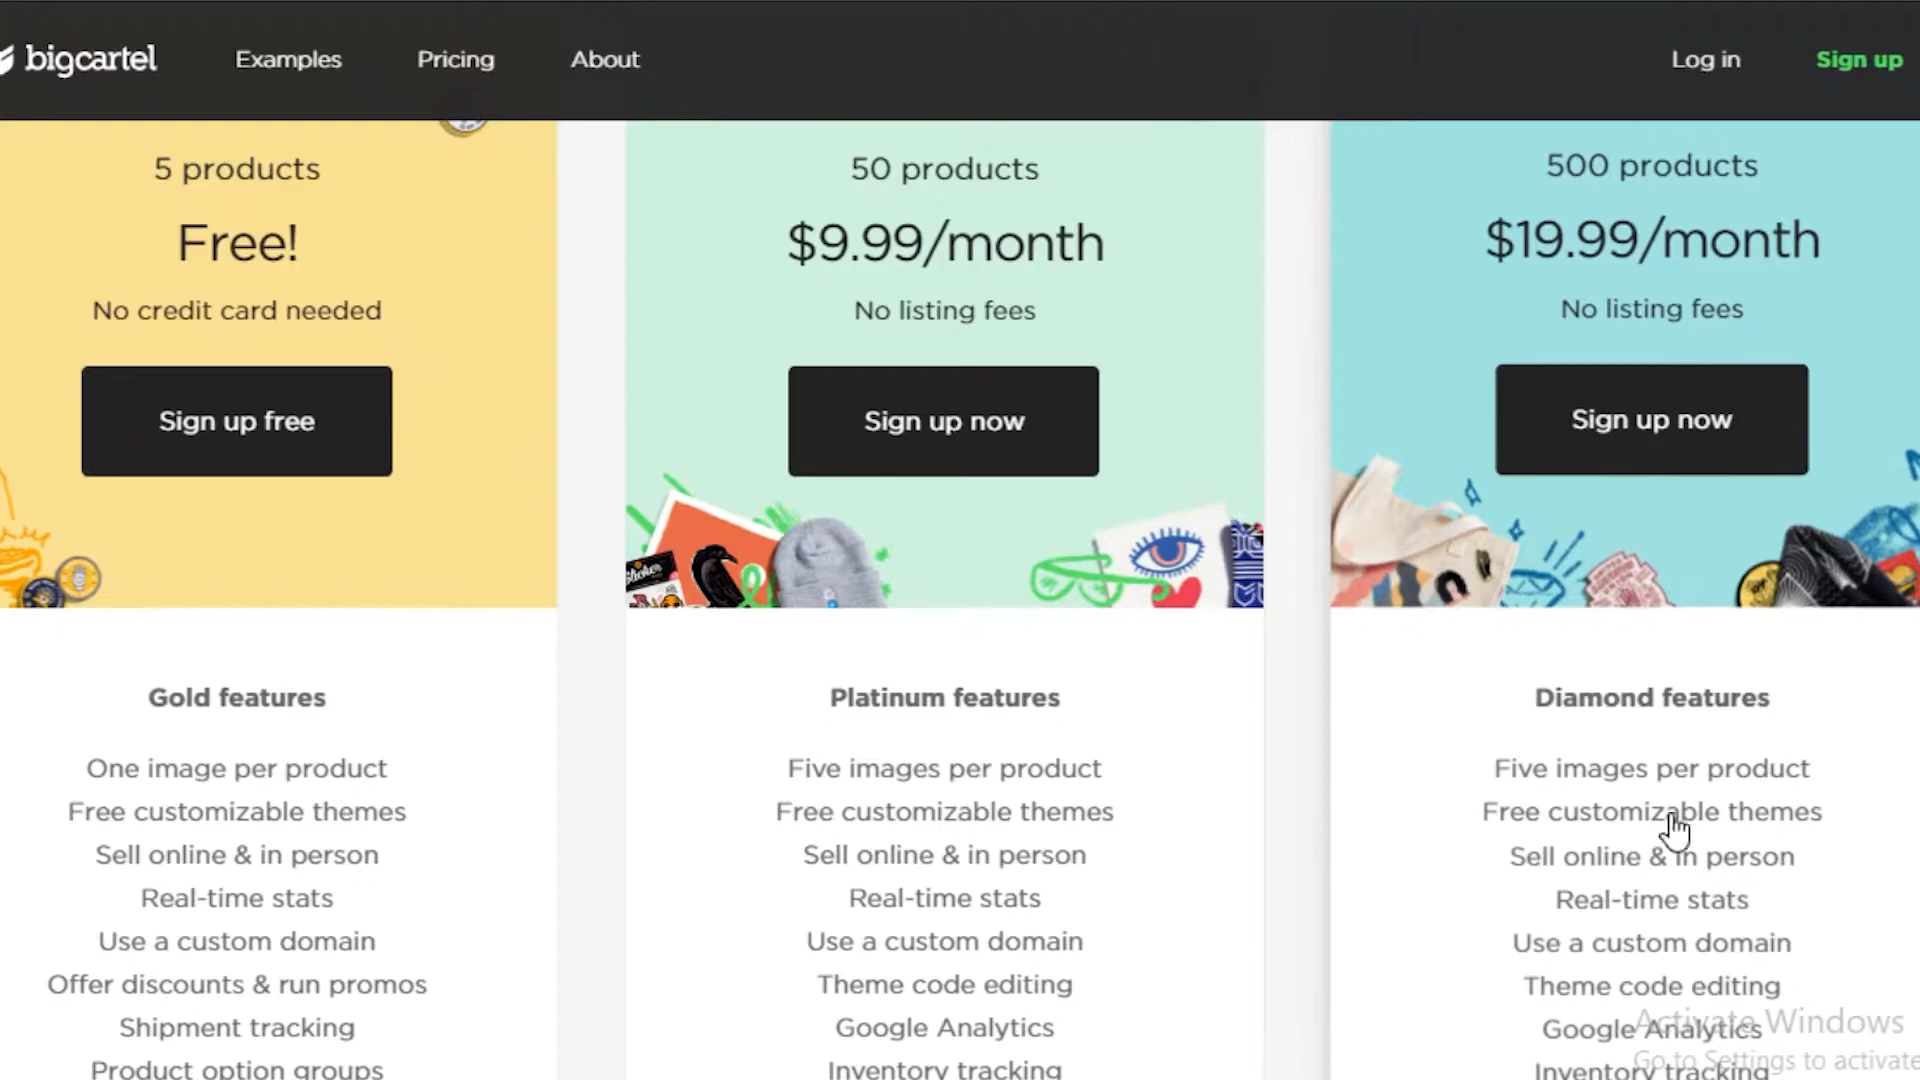 bigcartel
Examples
Pricing
About
Log in
Sign up
5 products
Free!
No credit card needed
Sign up free
50 products
$9.99/month
No listing fees
Sign up now
500 products
$19.99/month
No listing fees
Sign up now
Gold features
One image per product
Free customizable themes
Sell online & in person
Real-time stats
Use a custom domain
Offer discounts & run promos
Shipment tracking
Product option groups
Platinum features
Five images per product
Free customizable themes
Sell online & in person
Real-time stats
Use a custom domain
Theme code editing
Google Analytics
Inventory tracking
Diamond features
Five images per product
Free customizable themes
Sell online & in person
Real-time stats
Use a custom domain
Theme code editing
Google Analytics
Inventory tracking
Activate Windows
Go to Settings to activate